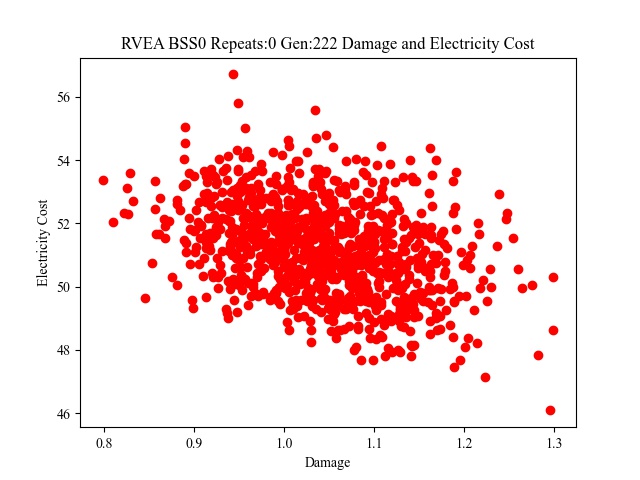 RVEA BSS0 Repeats:0 Gen:222 Damage and Electricity Cost
56
54
52
50
48
46
Electricity Cost
0.8 0.9 1.0 1.1 1.2 1.3
Damage